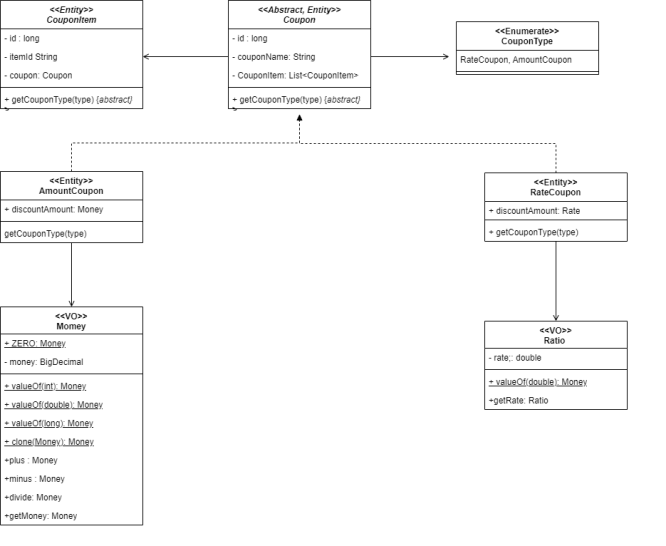 <<Entity>>
CouponItem
- id : long
- itemId String
- coupon: Coupon
+ getCouponType(type) {abstract}
<<Abstract, Entity>>
Coupon
- id : long
- couponName: String
- CouponItem: List<CouponItem>
+ getCouponType(type) {abstract}
<<Enumerate>>
CouponType
RateCoupon, AmountCoupon
<<Entity>>
AmountCoupon
+ discountAmount: Money
getCouponType(type)
<<Entity>>
RateCoupon
+ discountAmount: Rate
+ getCouponType(type)
<<VO>>
Momey
+ ZERO: Money
- money: BigDecimal
+ valueOf(int): Money
+ valueOf(double): Money
+ valueOf(long): Money
+ clone(Money): Money
+plus : Money
+minus : Money
+divide: Money
+getMoney: Money
<<VO>>
Ratio
- rate;: double
+ valueOf(double): Money
+getRate: Ratio